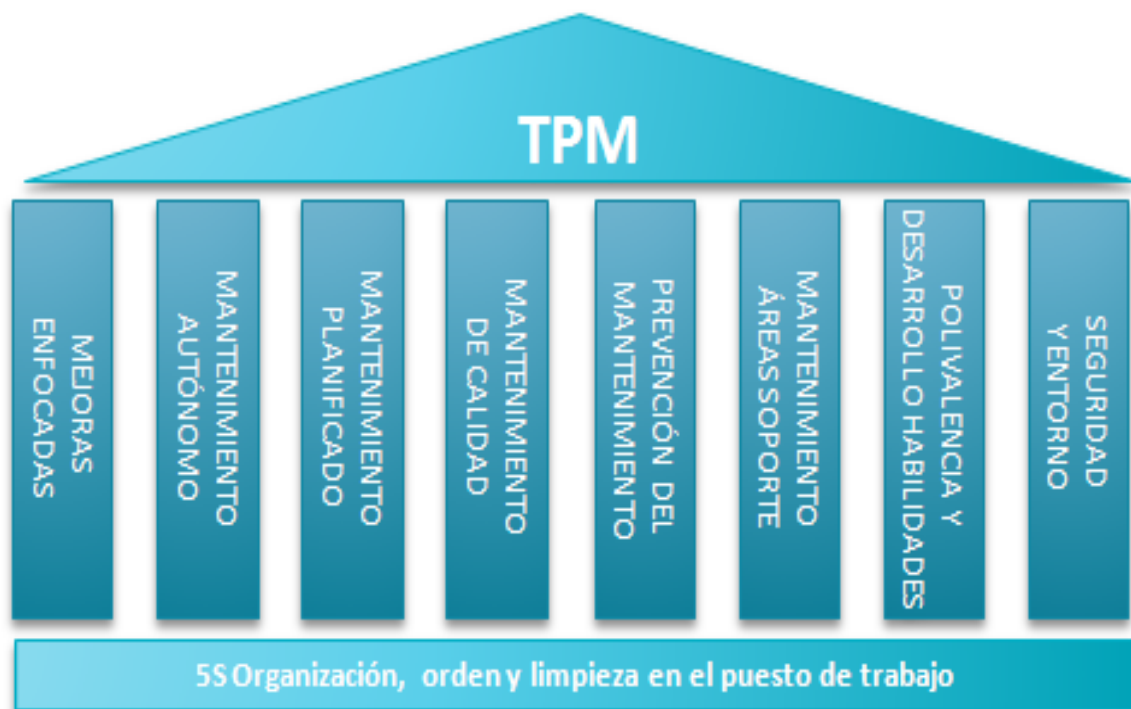 TPM
MEJORAS
ENFOCADAS
MANTENIMIENTO
AUTÓNOMO
MANTENIMIENTO
PLANIFICADO
MANTENIMIENTO
DE CALIDAD
PREVENCIÓN DEL
MANTENIMIENTO
MANTENIMIENTO
ÁREAS SOPORTE
POLIVALENCIA Y
DESARROLLO HABILIDADES
SEGURIDAD
Y ENTORNO
5S Organización, orden y limpieza en el puesto de trabajo